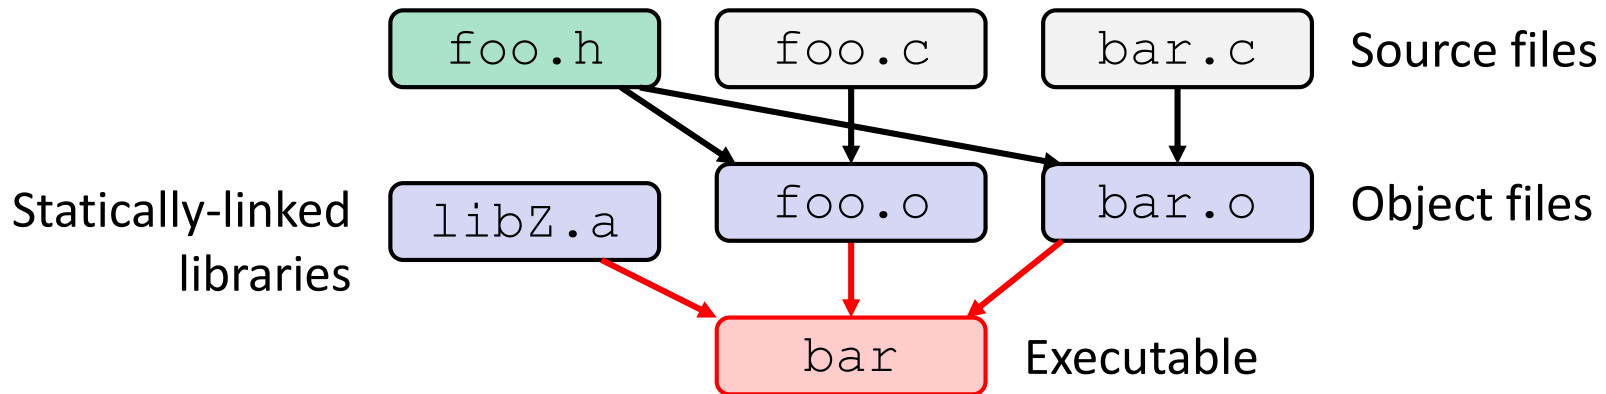 foo.h
foo.c
bar.c
Source files
Statically-linked
libraries
libZ.a
foo.o
bar.o
Object files
bar
Executable